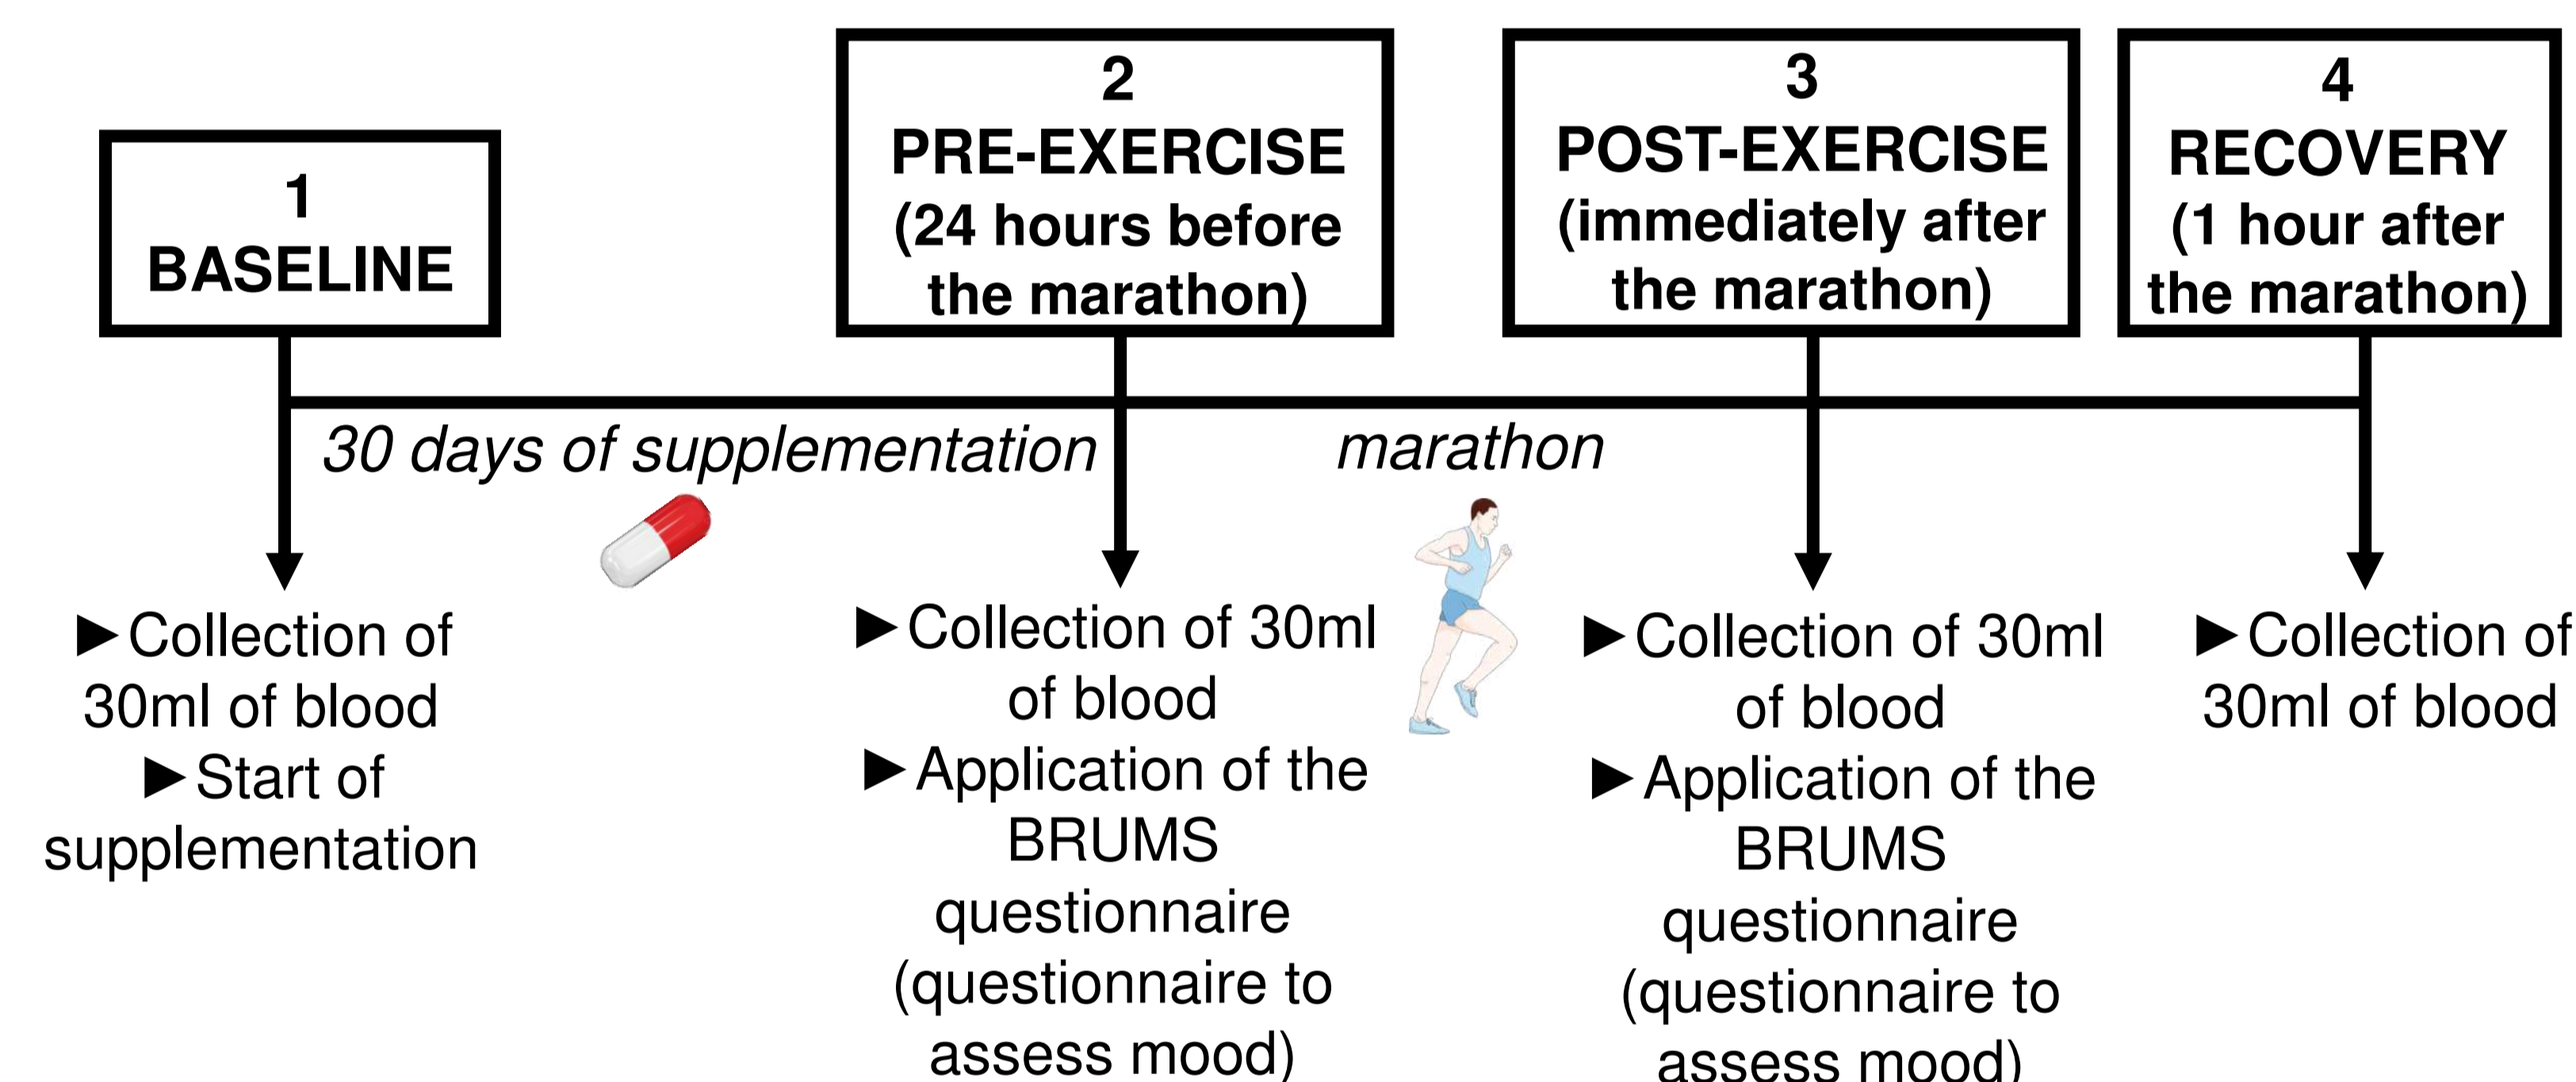 1
BASELINE
2
PRE-EXERCISE
(24 hours before
the marathon)
3
POST-EXERCISE
(immediately after
the marathon)
4
RECOVERY
(1 hour after
the marathon)
30 days of supplementation
marathon
►Collection of
30ml of blood
►Start of
supplementation
►Collection of 30ml
of blood
►Application of the
BRUMS
questionnaire
(questionnaire to
assess mood)
►Collection of 30ml
of blood
►Application of the
BRUMS
questionnaire
(questionnaire to
assess mood)
►Collection of
30ml of blood